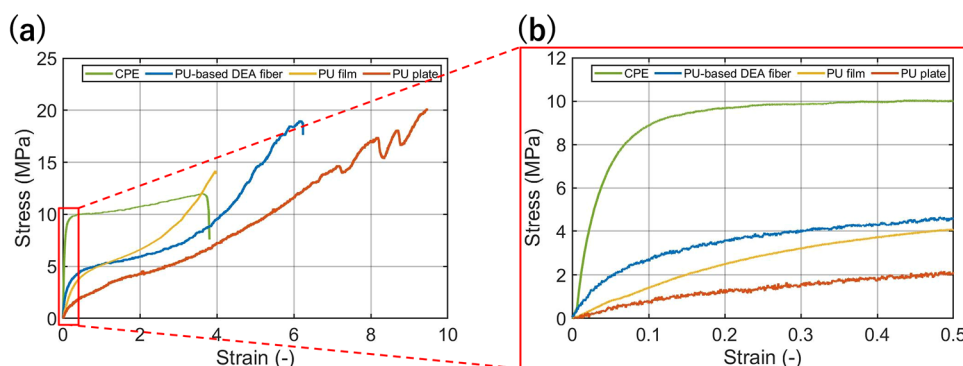 (a)
25
20
15
10
5
0
Stress (MPa)
CPE PU-based DEA fiber PU film PU plate
0 2 4 6 8 10
Strain (-)
(b)
12
10
8
6
4
2
0
Stress (MPa)
CPE PU-based DEA fiber PU film PU plate
0 0.1 0.2 0.3 0.4 0.5
Strain (-)